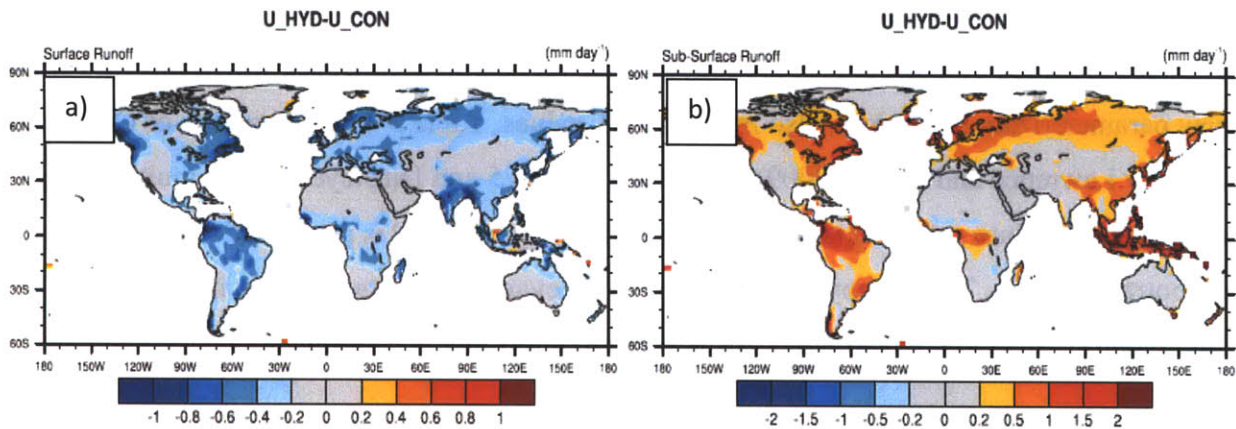 U_HYD-U_CON
Surface Runoff (mm day⁻¹)
a)
90N
60N
30N
0
30S
60S
180 150W 120W 90W 60W 30W 0 30E 60E 90E 120E 150E 180
-1 -0.8 -0.6 -0.4 -0.2 0 0.2 0.4 0.6 0.8 1
U_HYD-U_CON
Sub-Surface Runoff (mm day⁻¹)
b)
90N
60N
30N
0
30S
60S
180 150W 120W 90W 60W 30W 0 30E 60E 90E 120E 150E 180
-2 -1.5 -1 -0.5 -0.2 0 0.2 0.5 1 1.5 2